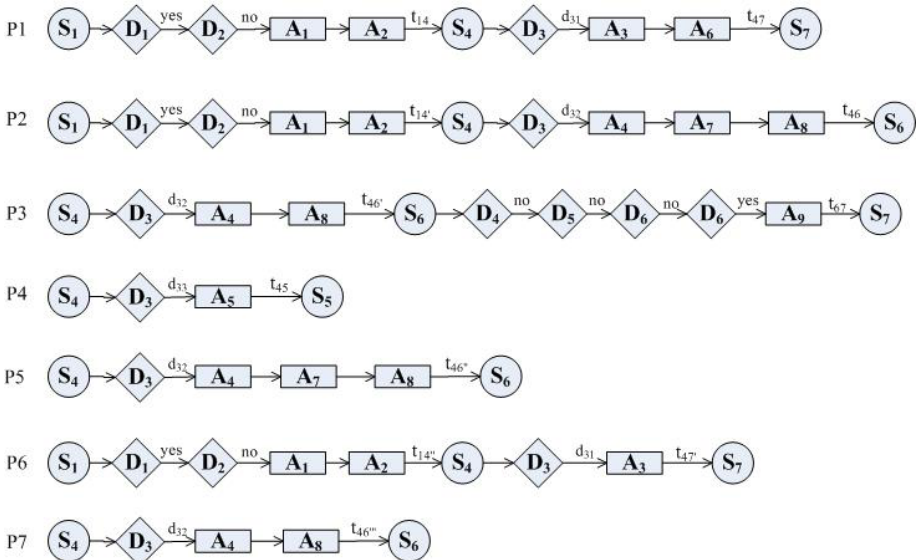 P1 S1 D1 yes D2 no A1 A2 t14 S4 D3 d31 A3 A6 t47 S7
P2 S1 D1 yes D2 no A1 A2 t14' S4 D3 d32 A4 A7 A8 t46 S6
P3 S4 D3 d32 A4 A8 t46' S6 D4 no D5 no D6 no D6 yes A9 t67 S7
P4 S4 D3 d33 A5 t45 S5
P5 S4 D3 d32 A4 A7 A8 t46" S6
P6 S1 D1 yes D2 no A1 A2 t14" S4 D3 d31 A3 t47' S7
P7 S4 D3 d32 A4 A8 t46'" S6